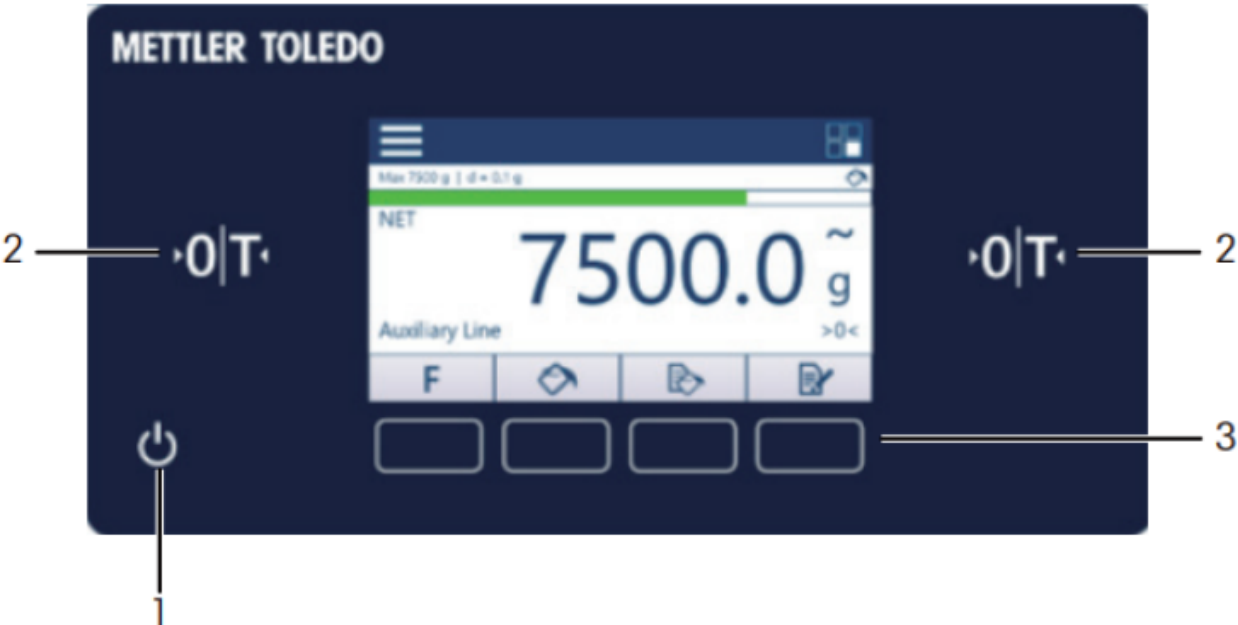 METTLER TOLEDO
Max 7500 g | d = 0.1 g
NET
7500.0 ~
g
2
0|T
0|T
2
Auxiliary Line
>0<
F
3
1